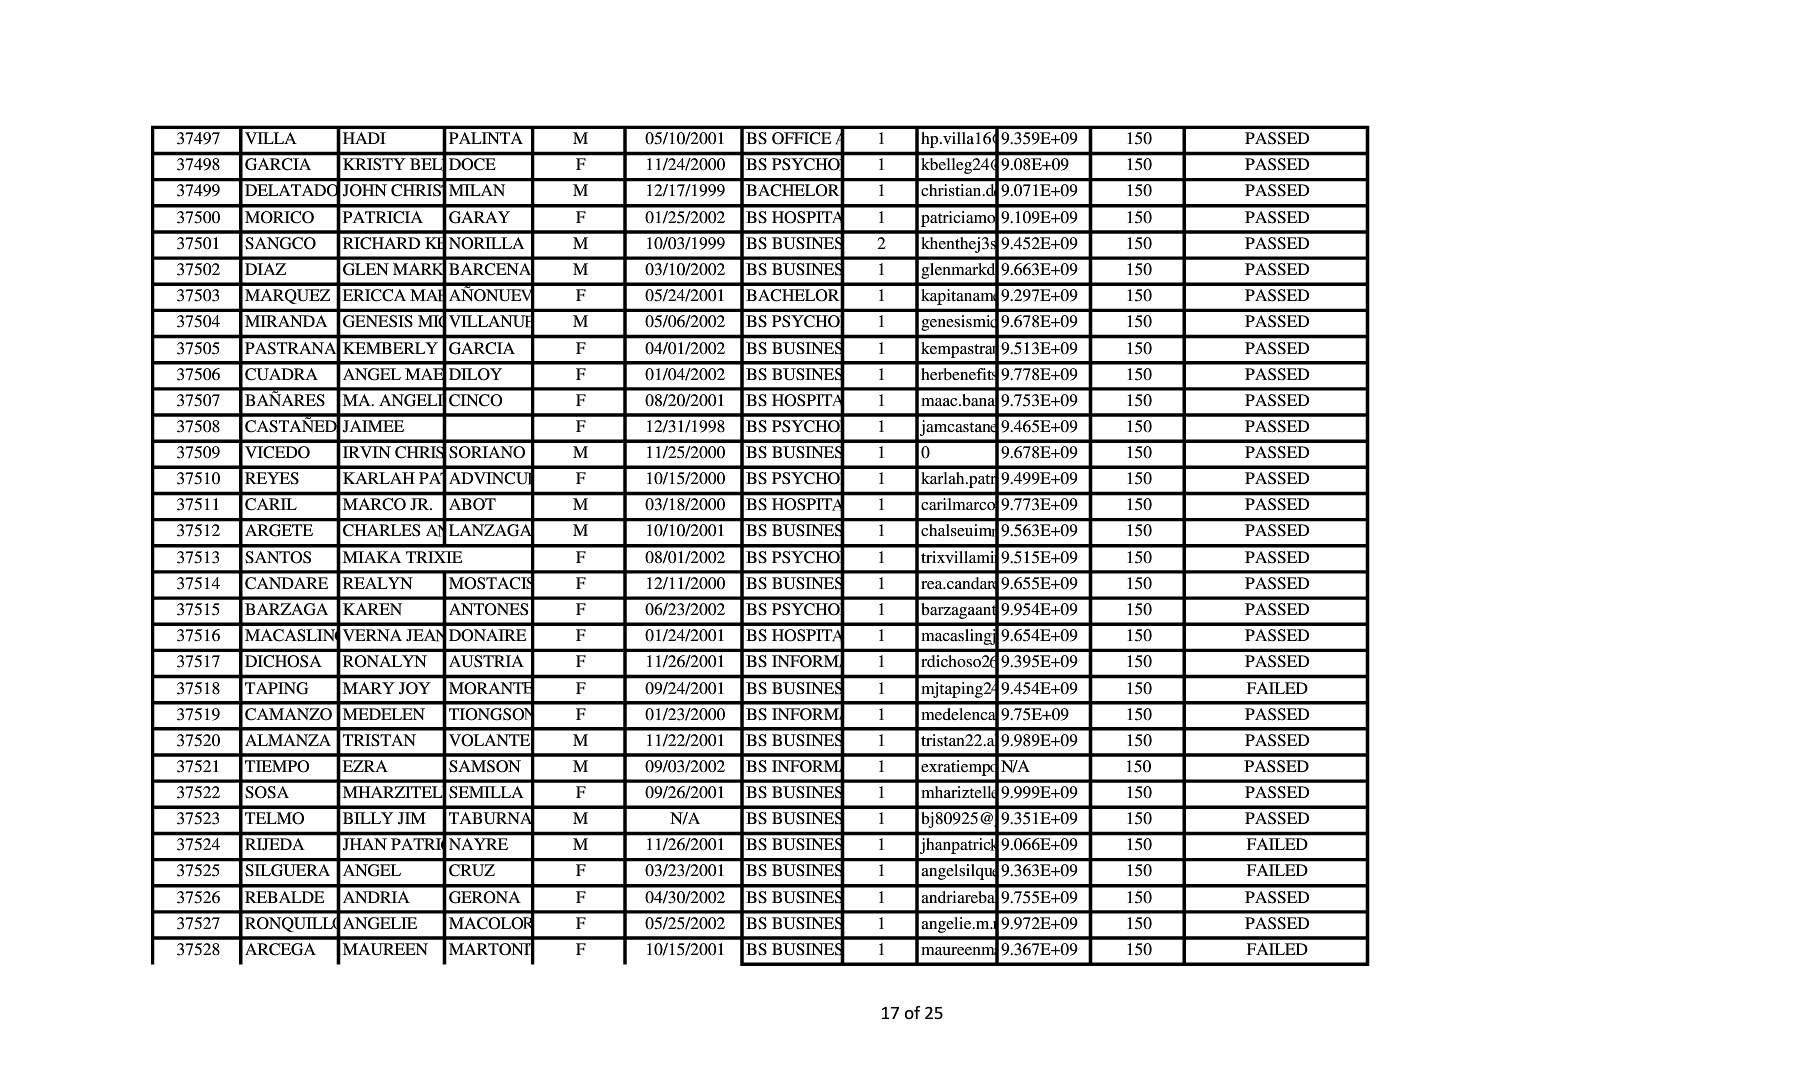 37497 VILLA HADI PALINTA M 05/10/2001 BS OFFICE A 1 hp.villa16@ 9.359E+09 150 PASSED
37498 GARCIA KRISTY BEL DOCE F 11/24/2000 BS PSYCHO 1 kbelleg24@ 9.08E+09 150 PASSED
37499 DELATADO JOHN CHRIS MILAN M 12/17/1999 BACHELOR 1 christian.d 9.071E+09 150 PASSED
37500 MORICO PATRICIA GARAY F 01/25/2002 BS HOSPITA 1 patriciamo 9.109E+09 150 PASSED
37501 SANGCO RICHARD KE NORILLA M 10/03/1999 BS BUSINES 2 khenthej3s 9.452E+09 150 PASSED
37502 DIAZ GLEN MARK BARCENA M 03/10/2002 BS BUSINES 1 glenmarkd 9.663E+09 150 PASSED
37503 MARQUEZ ERICCA MAE AÑONUEV F 05/24/2001 BACHELOR 1 kapitanam 9.297E+09 150 PASSED
37504 MIRANDA GENESIS MIG VILLANUE M 05/06/2002 BS PSYCHO 1 genesismig 9.678E+09 150 PASSED
37505 PASTRANA KEMBERLY GARCIA F 04/01/2002 BS BUSINES 1 kempastran 9.513E+09 150 PASSED
37506 CUADRA ANGEL MAE DILOY F 01/04/2002 BS BUSINES 1 herbenefits 9.778E+09 150 PASSED
37507 BAÑARES MA. ANGELI CINCO F 08/20/2001 BS HOSPITA 1 maac.bana 9.753E+09 150 PASSED
37508 CASTAÑED JAIMEE F 12/31/1998 BS PSYCHO 1 jamcastane 9.465E+09 150 PASSED
37509 VICEDO IRVIN CHRIS SORIANO M 11/25/2000 BS BUSINES 1 0 9.678E+09 150 PASSED
37510 REYES KARLAH PAT ADVINCUL F 10/15/2000 BS PSYCHO 1 karlah.patr 9.499E+09 150 PASSED
37511 CARIL MARCO JR. ABOT M 03/18/2000 BS HOSPITA 1 carilmarco 9.773E+09 150 PASSED
37512 ARGETE CHARLES AN LANZAGA M 10/10/2001 BS BUSINES 1 chalseuim 9.563E+09 150 PASSED
37513 SANTOS MIAKA TRIXIE F 08/01/2002 BS PSYCHO 1 trixvillami 9.515E+09 150 PASSED
37514 CANDARE REALYN MOSTACIS F 12/11/2000 BS BUSINES 1 rea.candare 9.655E+09 150 PASSED
37515 BARZAGA KAREN ANTONES F 06/23/2002 BS PSYCHO 1 barzagaant 9.954E+09 150 PASSED
37516 MACASLING VERNA JEAN DONAIRE F 01/24/2001 BS HOSPITA 1 macaslingj 9.654E+09 150 PASSED
37517 DICHOSA RONALYN AUSTRIA F 11/26/2001 BS INFORMA 1 rdichoso26 9.395E+09 150 PASSED
37518 TAPING MARY JOY MORANTE F 09/24/2001 BS BUSINES 1 mjtaping24 9.454E+09 150 FAILED
37519 CAMANZO MEDELEN TIONGSON F 01/23/2000 BS INFORMA 1 medelenca 9.75E+09 150 PASSED
37520 ALMANZA TRISTAN VOLANTE M 11/22/2001 BS BUSINES 1 tristan22.a 9.989E+09 150 PASSED
37521 TIEMPO EZRA SAMSON M 09/03/2002 BS INFORMA 1 exratiempo N/A 150 PASSED
37522 SOSA MHARZITEL SEMILLA F 09/26/2001 BS BUSINES 1 mhariztelle 9.999E+09 150 PASSED
37523 TELMO BILLY JIM TABURNA M N/A BS BUSINES 1 bj80925@ 9.351E+09 150 PASSED
37524 RIJEDA JHAN PATRI NAYRE M 11/26/2001 BS BUSINES 1 jhanpatrick 9.066E+09 150 FAILED
37525 SILGUERA ANGEL CRUZ F 03/23/2001 BS BUSINES 1 angelsilqu 9.363E+09 150 FAILED
37526 REBALDE ANDRIA GERONA F 04/30/2002 BS BUSINES 1 andriareba 9.755E+09 150 PASSED
37527 RONQUILLO ANGELIE MACOLOR F 05/25/2002 BS BUSINES 1 angelie.m.r 9.972E+09 150 PASSED
37528 ARCEGA MAUREEN MARTONI F 10/15/2001 BS BUSINES 1 maureenm 9.367E+09 150 FAILED
17 of 25